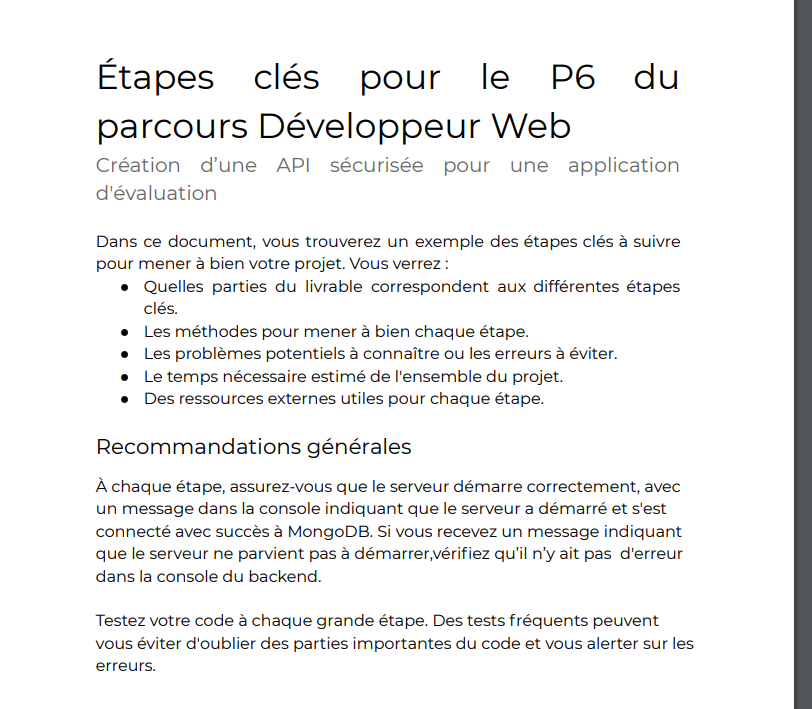 Étapes clés pour le P6 du
parcours Développeur Web
Création d’une API sécurisée pour une application
d'évaluation
Dans ce document, vous trouverez un exemple des étapes clés à suivre
pour mener à bien votre projet. Vous verrez :
● Quelles parties du livrable correspondent aux différentes étapes
clés.
● Les méthodes pour mener à bien chaque étape.
● Les problèmes potentiels à connaître ou les erreurs à éviter.
● Le temps nécessaire estimé de l'ensemble du projet.
● Des ressources externes utiles pour chaque étape.
Recommandations générales
À chaque étape, assurez-vous que le serveur démarre correctement, avec
un message dans la console indiquant que le serveur a démarré et s'est
connecté avec succès à MongoDB. Si vous recevez un message indiquant
que le serveur ne parvient pas à démarrer,vérifiez qu’il n’y ait pas  d'erreur
dans la console du backend.
Testez votre code à chaque grande étape. Des tests fréquents peuvent
vous éviter d'oublier des parties importantes du code et vous alerter sur les
erreurs.